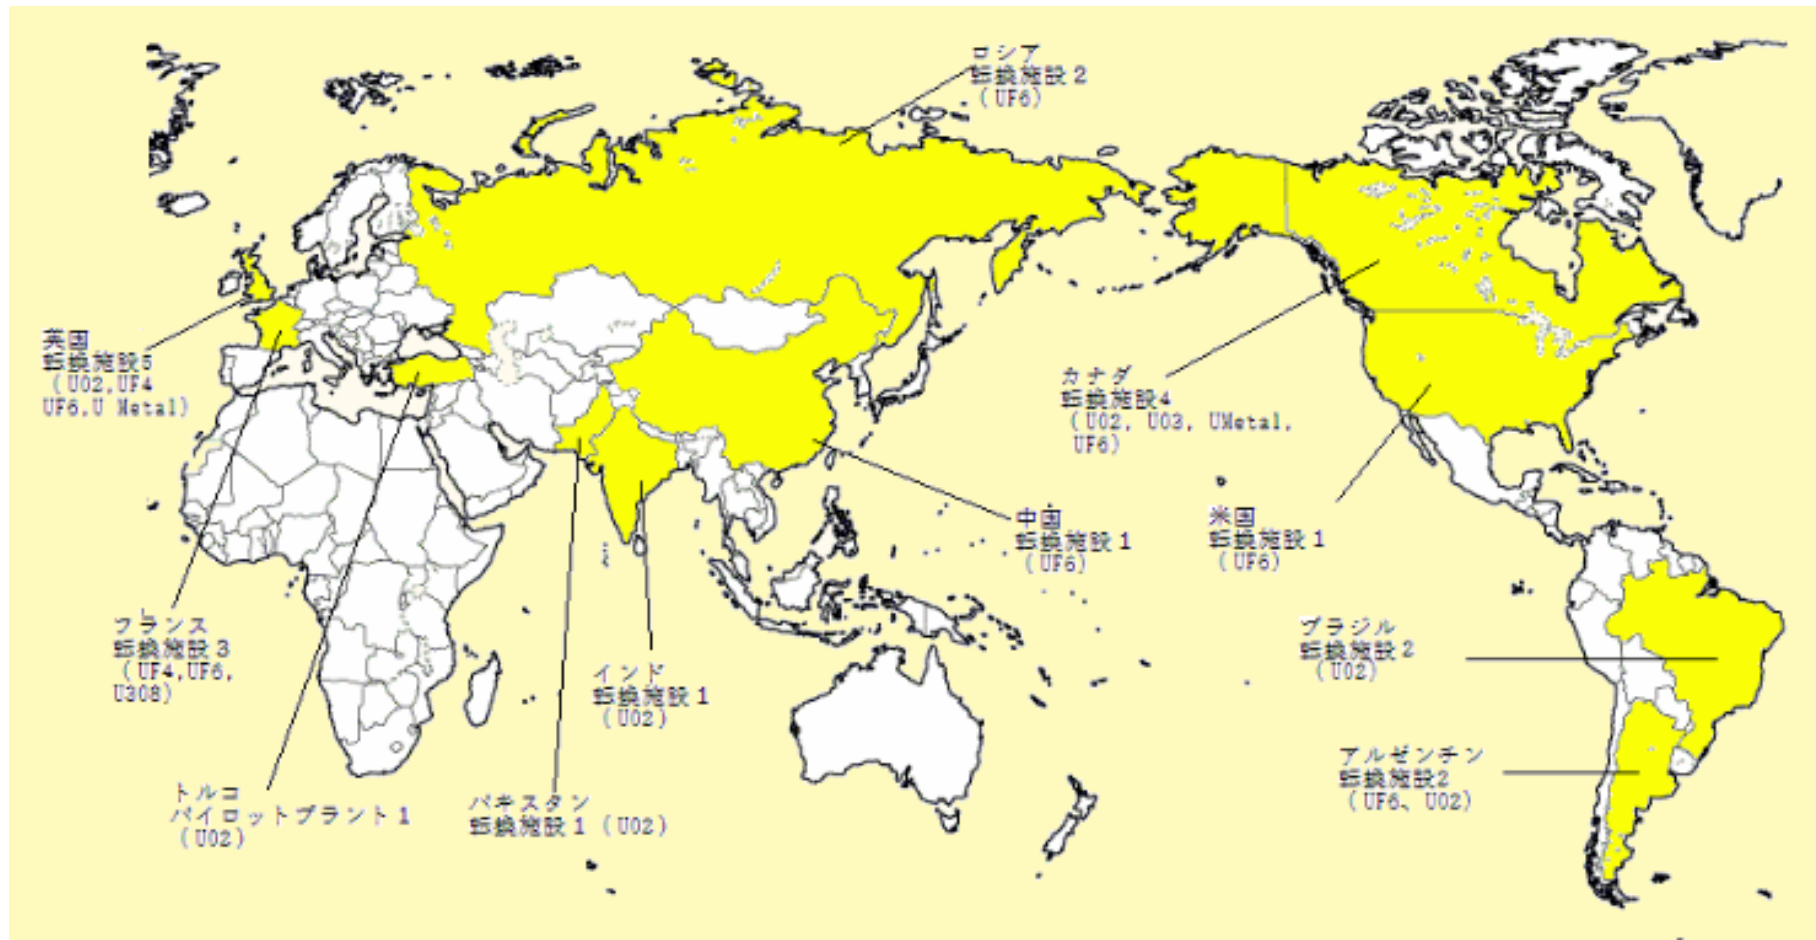 ロシア
転換施設2
(UF6)
英国
転換施設5
(UO2,UF4
UF6,U Metal)
カナダ
転換施設4
(UO2, UO3, UMetal,
UF6)
中国
転換施設1
(UF6)
米国
転換施設1
(UF6)
フランス
転換施設3
(UF4,UF6,
U3O8)
インド
転換施設1
(UO2)
ブラジル
転換施設2
(UO2)
トルコ
パイロットプラント1
(UO2)
パキスタン
転換施設1(UO2)
アルゼンチン
転換施設2
(UF6、UO2)